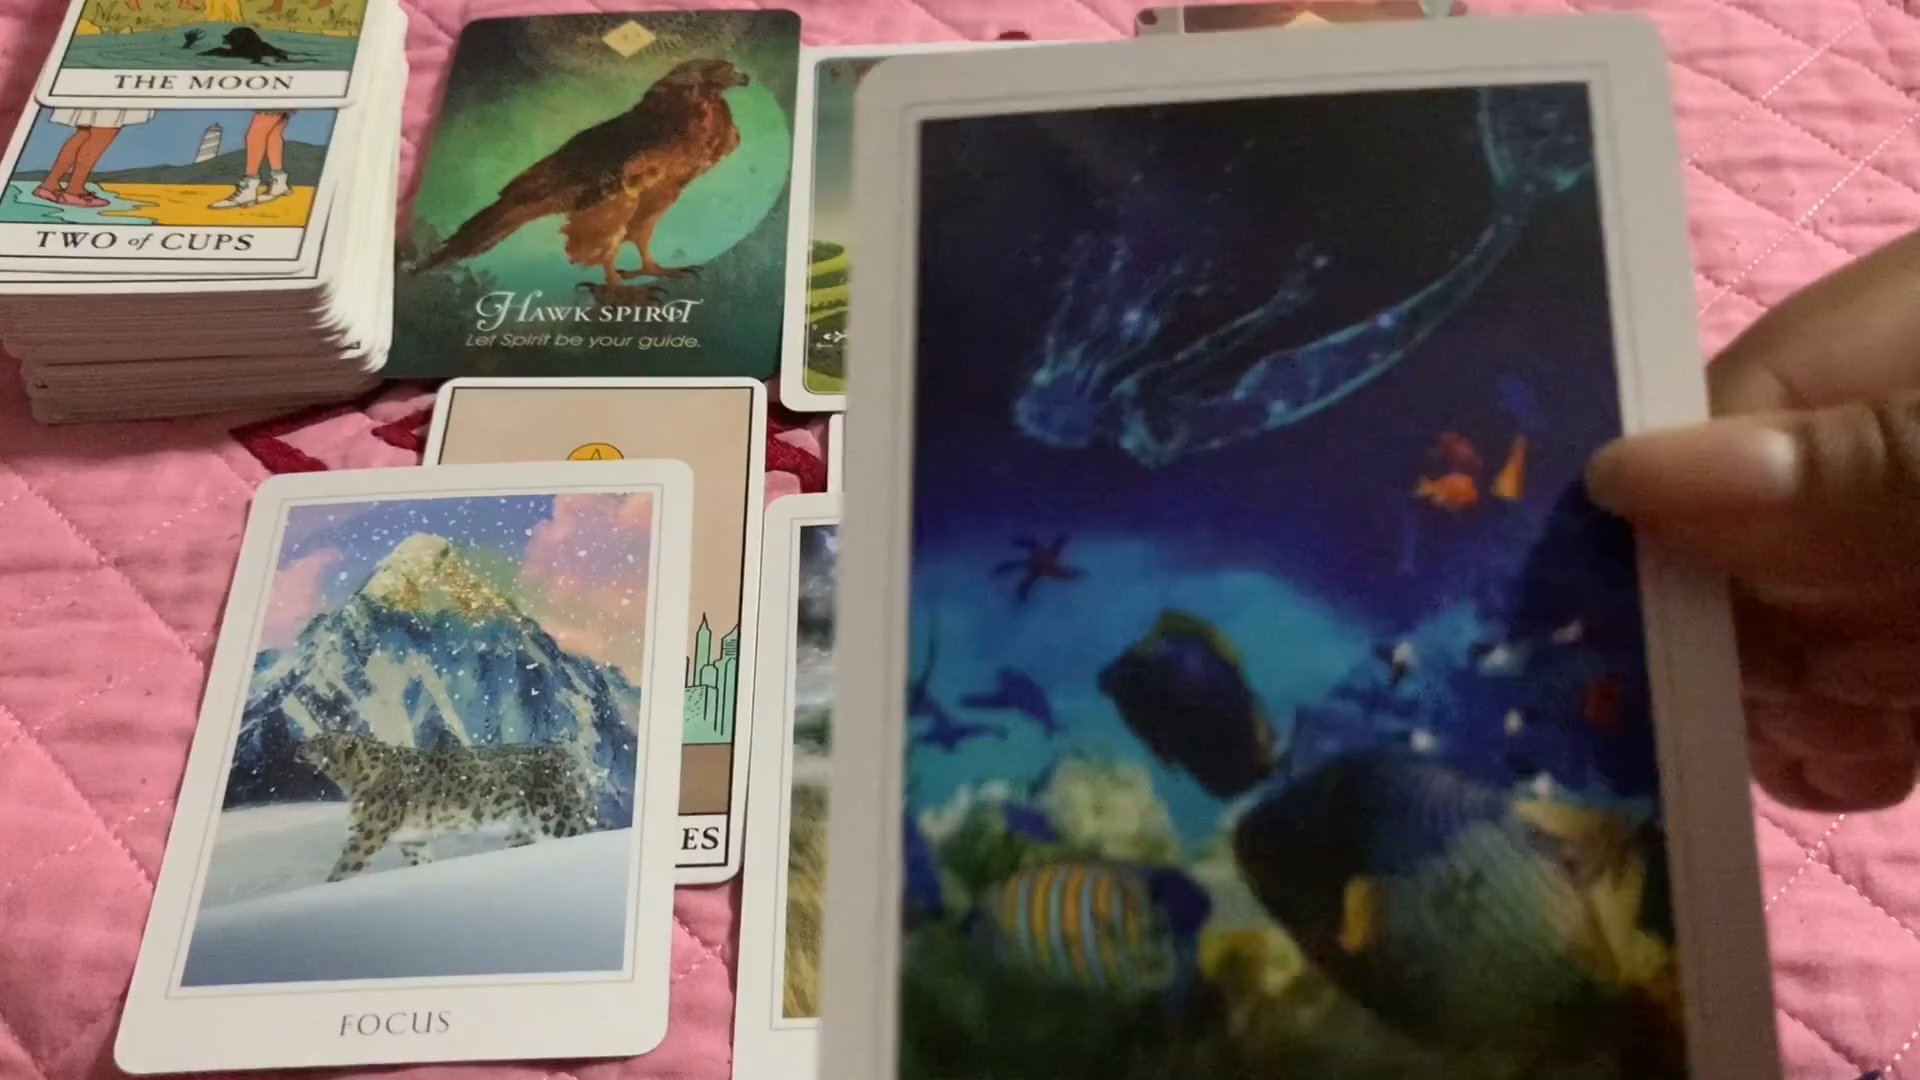 THE MOON
TWO of CUPS
HAWK SPIRIT
Let Spirit be your guide.
ES
FOCUS